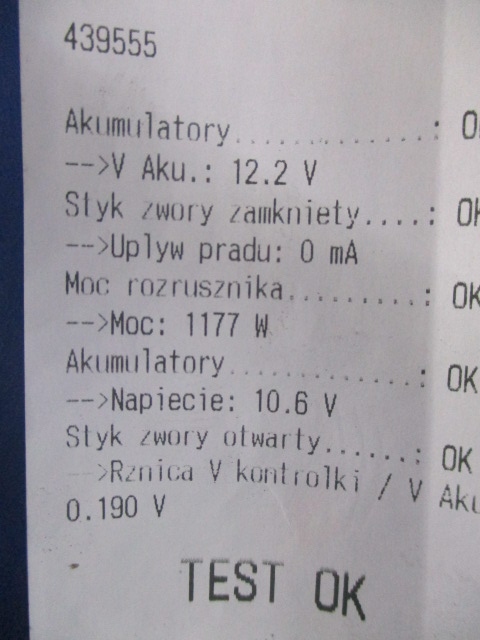 439555
Akumulatory..............: OK
-->V Aku.: 12.2 V
Styk zwory zamkniety....: OK
-->Uplyw pradu: 0 mA
Moc rozrusznika.........: OK
-->Moc: 1177 W
Akumulatory.............: OK
-->Napiecie: 10.6 V
Styk zwory otwarty......: OK
-->Rznica V kontrolki / V Aku
0.190 V
TEST OK